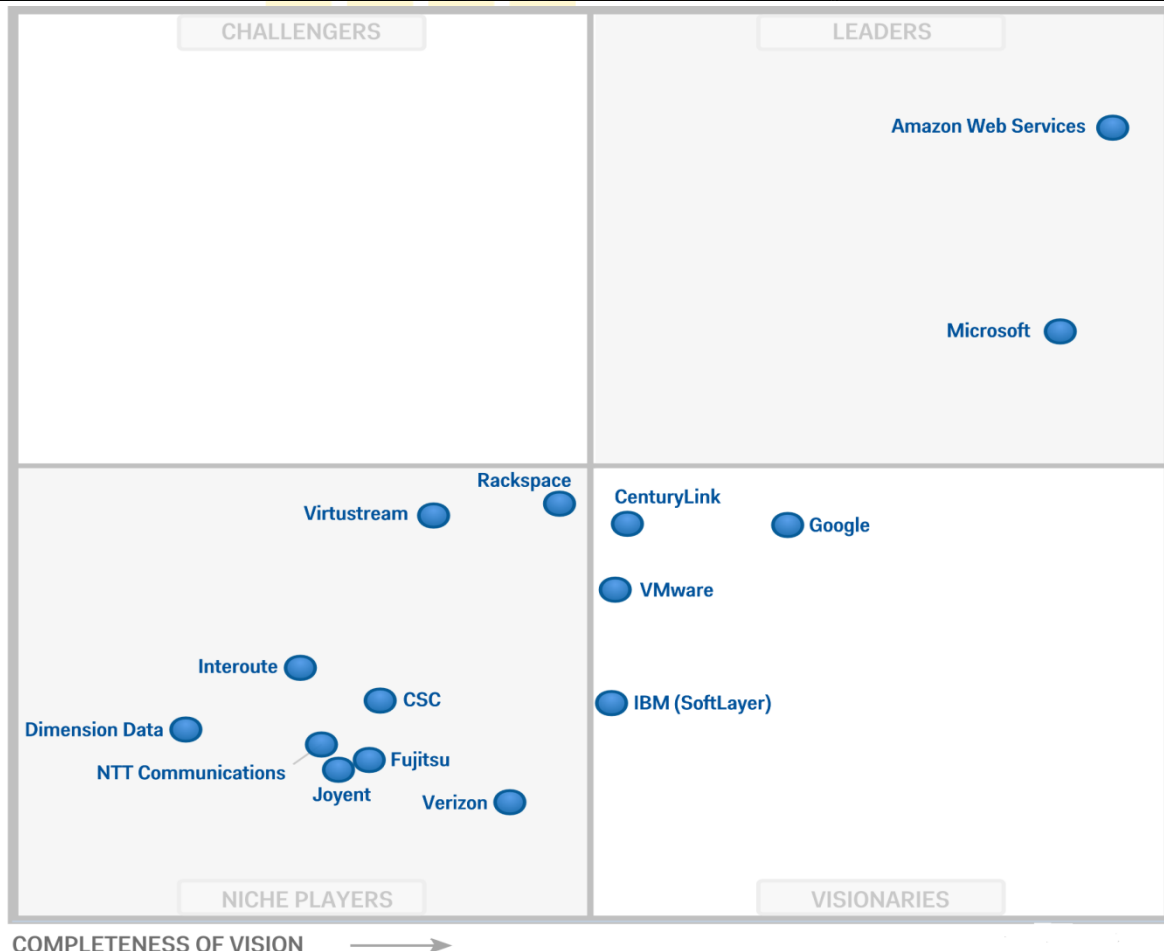 CHALLENGERS
LEADERS
Amazon Web Services
Microsoft
Rackspace
Virtustream
CenturyLink
Google
VMware
Interoute
CSC
IBM (SoftLayer)
Dimension Data
NTT Communications
Fujitsu
Joyent
Verizon
NICHE PLAYERS
VISIONARIES
COMPLETENESS OF VISION